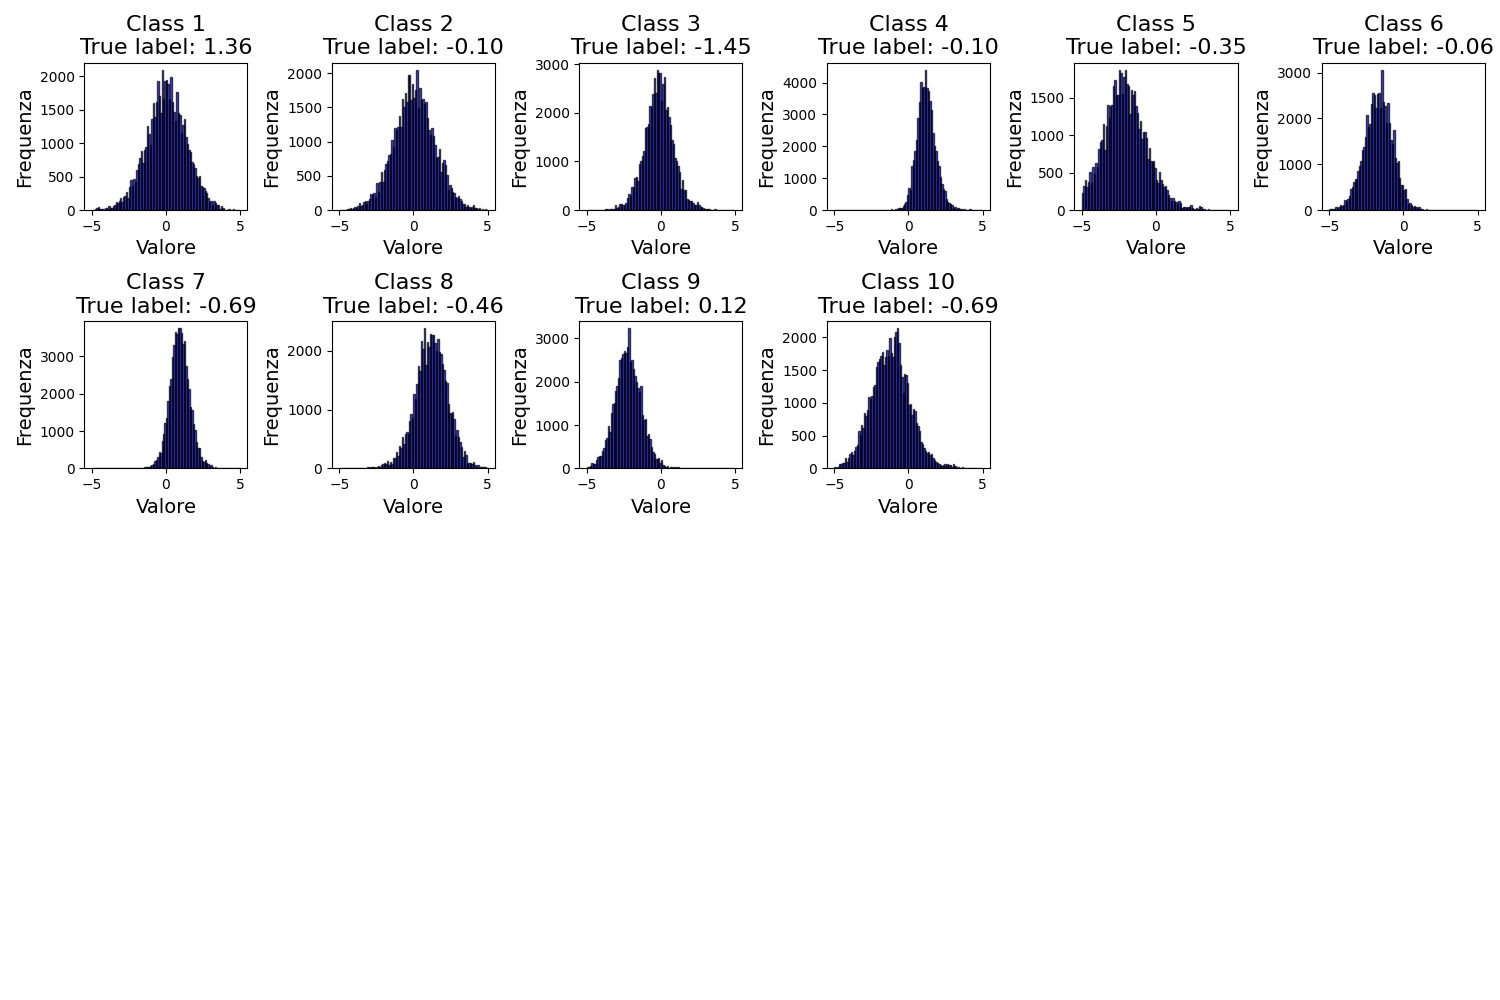 Class 1
True label: 1.36
Frequenza
2000
1500
1000
500
0
−5 0 5
Valore
Class 2
True label: -0.10
Frequenza
2000
1500
1000
500
0
−5 0 5
Valore
Class 3
True label: -1.45
Frequenza
3000
2000
1000
0
−5 0 5
Valore
Class 4
True label: -0.10
Frequenza
4000
3000
2000
1000
0
−5 0 5
Valore
Class 5
True label: -0.35
Frequenza
1500
1000
500
0
−5 0 5
Valore
Class 6
True label: -0.06
Frequenza
3000
2000
1000
0
−5 0 5
Valore
Class 7
True label: -0.69
Frequenza
3000
2000
1000
0
−5 0 5
Valore
Class 8
True label: -0.46
Frequenza
2000
1000
0
−5 0 5
Valore
Class 9
True label: 0.12
Frequenza
3000
2000
1000
0
−5 0 5
Valore
Class 10
True label: -0.69
Frequenza
2000
1500
1000
500
0
−5 0 5
Valore